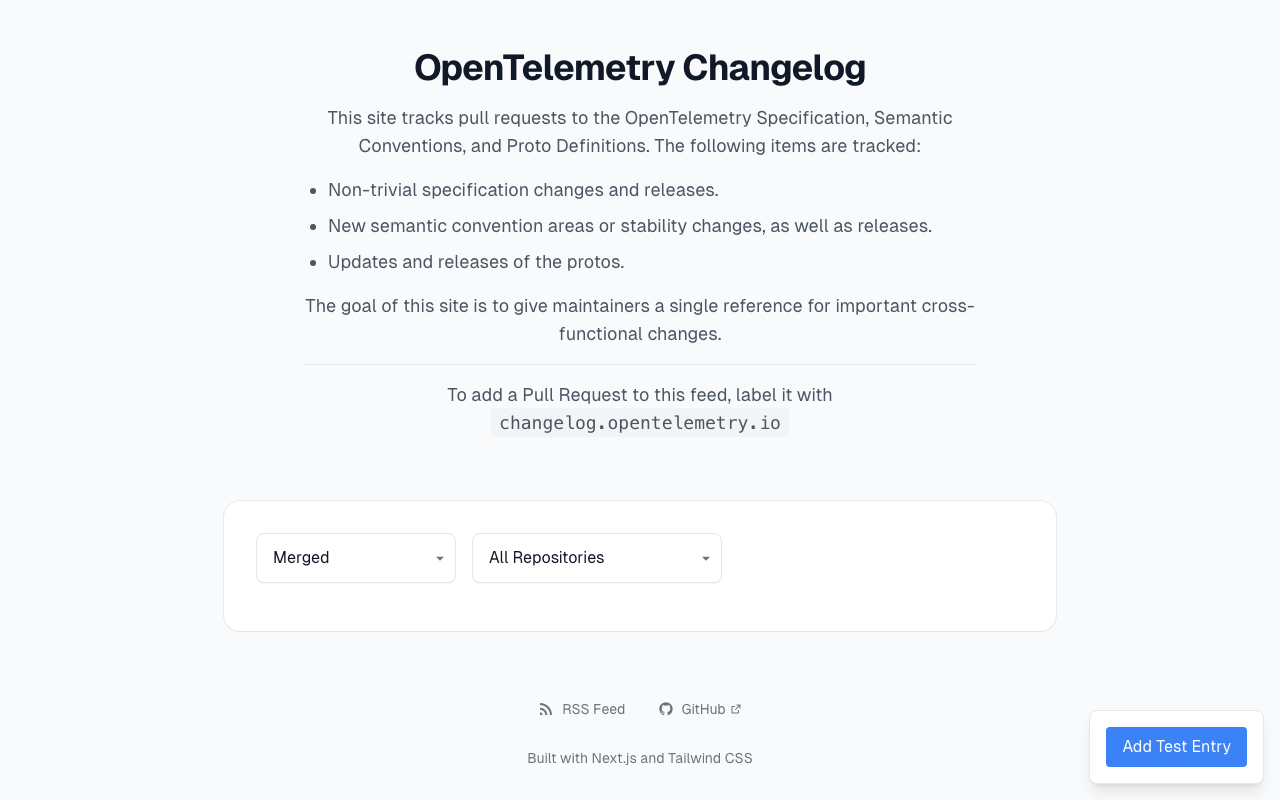 OpenTelemetry Changelog
This site tracks pull requests to the OpenTelemetry Specification, Semantic
Conventions, and Proto Definitions. The following items are tracked:
• Non-trivial specification changes and releases.
• New semantic convention areas or stability changes, as well as releases.
• Updates and releases of the protos.
The goal of this site is to give maintainers a single reference for important cross-
functional changes.
To add a Pull Request to this feed, label it with
changelog.opentelemetry.io
Merged
All Repositories
RSS Feed
GitHub
Add Test Entry
Built with Next.js and Tailwind CSS